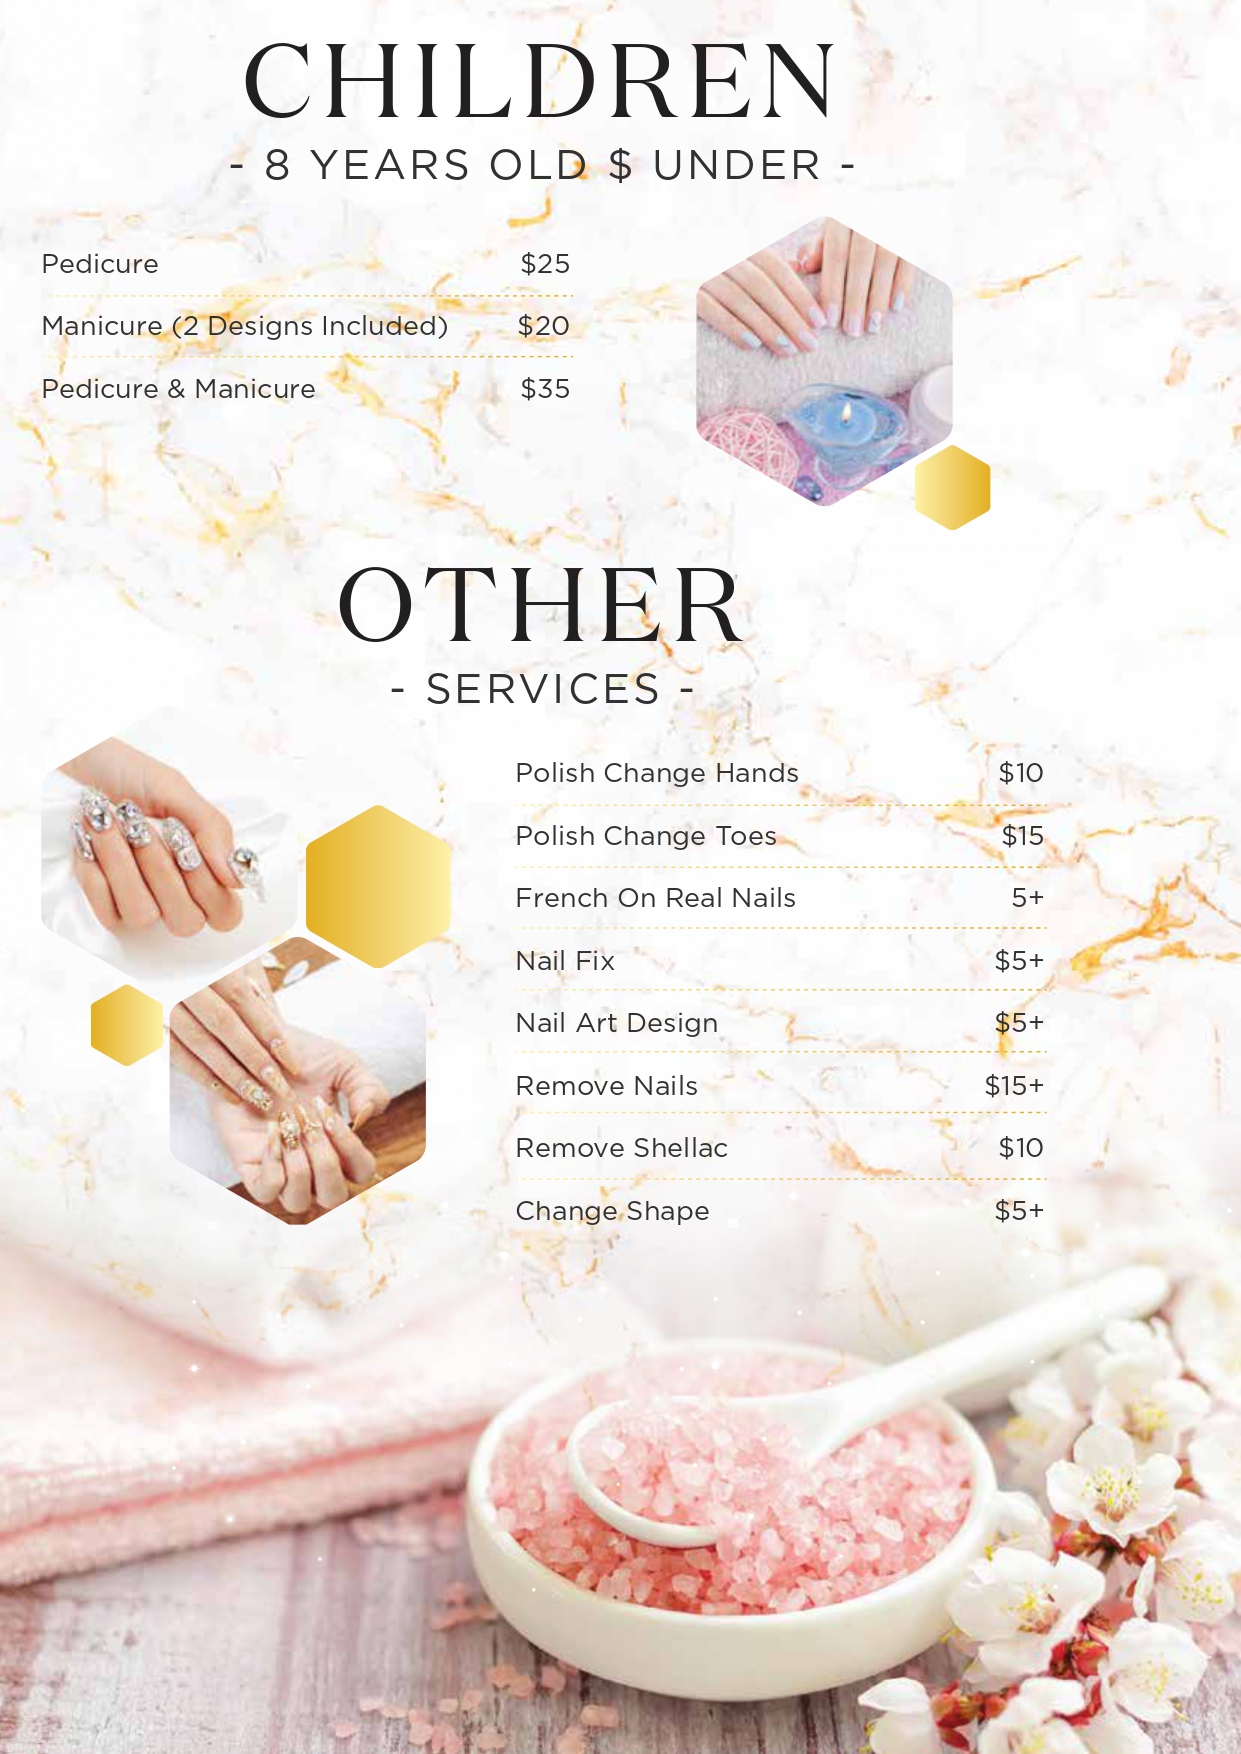 CHILDREN
- 8 YEARS OLD $ UNDER -
Pedicure $25
Manicure (2 Designs Included) $20
Pedicure & Manicure $35
OTHER
- SERVICES -
Polish Change Hands $10
Polish Change Toes $15
French On Real Nails 5+
Nail Fix $5+
Nail Art Design $5+
Remove Nails $15+
Remove Shellac $10
Change Shape $5+